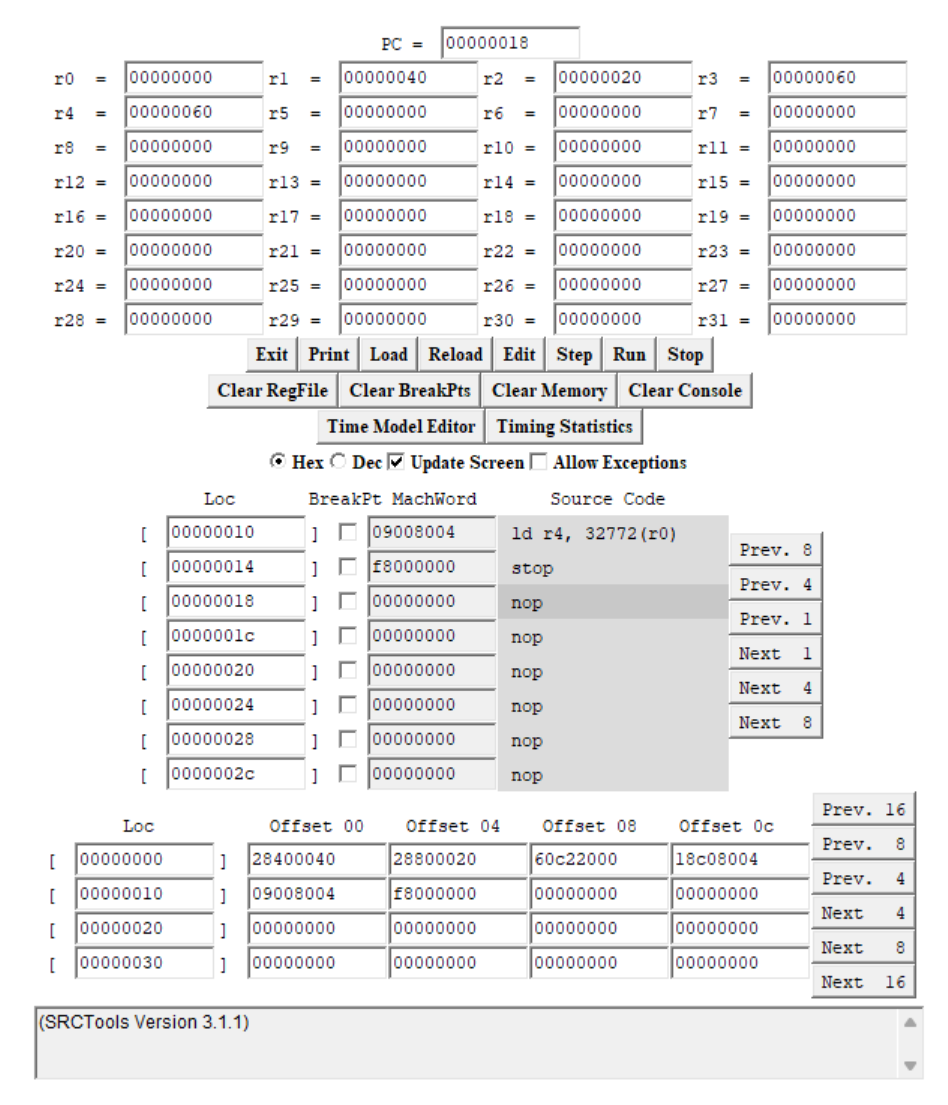 PC = 00000018
r0 = 00000000 r1 = 00000040 r2 = 00000020 r3 = 00000060
r4 = 00000060 r5 = 00000000 r6 = 00000000 r7 = 00000000
r8 = 00000000 r9 = 00000000 r10 = 00000000 r11 = 00000000
r12 = 00000000 r13 = 00000000 r14 = 00000000 r15 = 00000000
r16 = 00000000 r17 = 00000000 r18 = 00000000 r19 = 00000000
r20 = 00000000 r21 = 00000000 r22 = 00000000 r23 = 00000000
r24 = 00000000 r25 = 00000000 r26 = 00000000 r27 = 00000000
r28 = 00000000 r29 = 00000000 r30 = 00000000 r31 = 00000000
Exit Print Load Reload Edit Step Run Stop
Clear RegFile Clear BreakPts Clear Memory Clear Console
Time Model Editor Timing Statistics
Hex Dec Update Screen Allow Exceptions
Loc BreakPt MachWord Source Code
[ 00000010 ] 09008004 ld r4, 32772(r0)
[ 00000014 ] f8000000 stop
[ 00000018 ] 00000000 nop
[ 0000001c ] 00000000 nop
[ 00000020 ] 00000000 nop
[ 00000024 ] 00000000 nop
[ 00000028 ] 00000000 nop
[ 0000002c ] 00000000 nop
Prev. 8
Prev. 4
Prev. 1
Next 1
Next 4
Next 8
Loc Offset 00 Offset 04 Offset 08 Offset 0c
[ 00000000 ] 28400040 28800020 60c22000 18c08004
[ 00000010 ] 09008004 f8000000 00000000 00000000
[ 00000020 ] 00000000 00000000 00000000 00000000
[ 00000030 ] 00000000 00000000 00000000 00000000
Prev. 16
Prev. 8
Prev. 4
Next 4
Next 8
Next 16
(SRCTools Version 3.1.1)